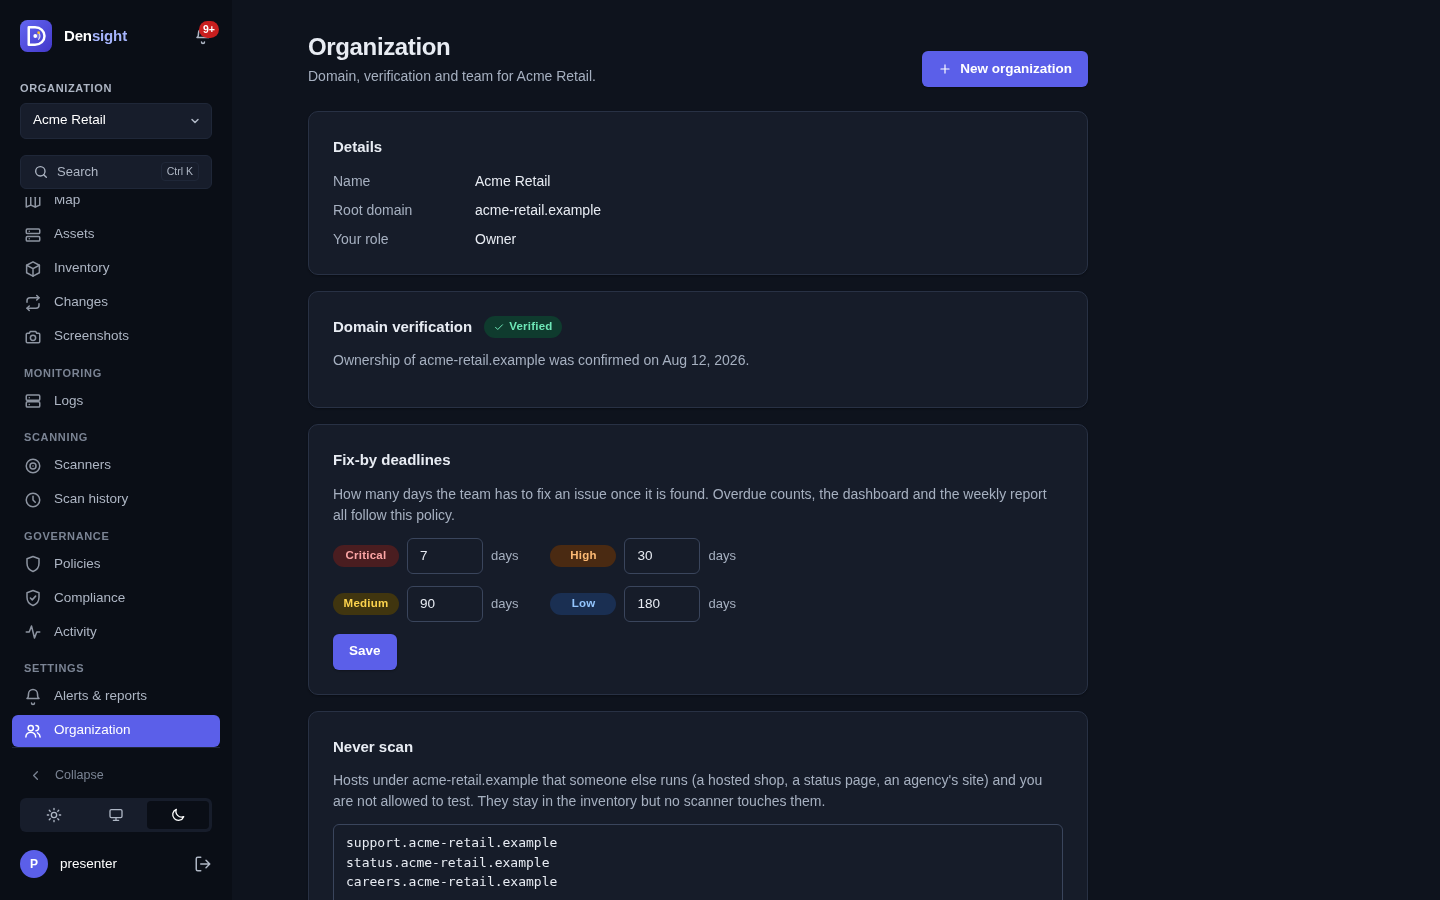 Densight
9+
ORGANIZATION
Acme Retail
Search
Ctrl K
Map
Assets
Inventory
Changes
Screenshots
MONITORING
Logs
SCANNING
Scanners
Scan history
GOVERNANCE
Policies
Compliance
Activity
SETTINGS
Alerts & reports
Organization
Collapse
P
presenter
Organization
Domain, verification and team for Acme Retail.
New organization
Details
Name
Acme Retail
Root domain
acme-retail.example
Your role
Owner
Domain verification
Verified
Ownership of acme-retail.example was confirmed on Aug 12, 2026.
Fix-by deadlines
How many days the team has to fix an issue once it is found. Overdue counts, the dashboard and the weekly report
all follow this policy.
Critical 7 days High 30 days
Medium 90 days Low 180 days
Save
Never scan
Hosts under acme-retail.example that someone else runs (a hosted shop, a status page, an agency's site) and you
are not allowed to test. They stay in the inventory but no scanner touches them.
support.acme-retail.example
status.acme-retail.example
careers.acme-retail.example